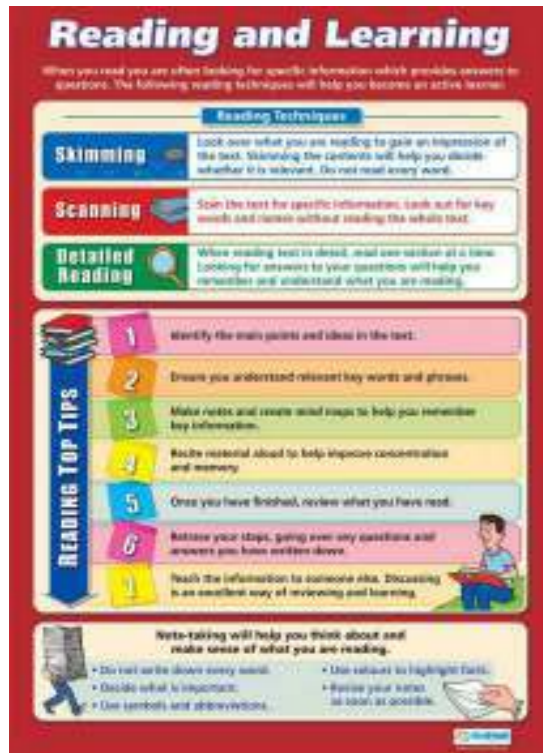 Reading and Learning
When you read you are often looking for specific information which provides answers to
questions. The following reading techniques will help you become an active learner.
Reading Techniques
Skimming
Look over what you are reading to gain an impression of
the text. Skimming the contents will help you decide
whether it is relevant. Do not read every word.
Scanning
Scan the text for specific information. Look out for key
words and names without reading the whole text.
Detailed
Reading
When reading text in detail, read one section at a time.
Looking for answers to your questions will help you
remember and understand what you are reading.
READING TOP TIPS
1 Identify the main points and ideas in the text.
2 Ensure you understand relevant key words and phrases.
3 Make notes and create mind maps to help you remember
key information.
4 Recite material aloud to help improve concentration
and memory.
5 Once you have finished, review what you have read.
6 Retrace your steps, going over any questions and
answers you have written down.
Teach the information to someone else. Discussing
is an excellent way of reviewing and learning.
Note-taking will help you think about and
make sense of what you are reading.
• Do not write down every word.
• Decide what is important.
• Use symbols and abbreviations.
• Use colours to highlight facts.
• Revise your notes
as soon as possible.